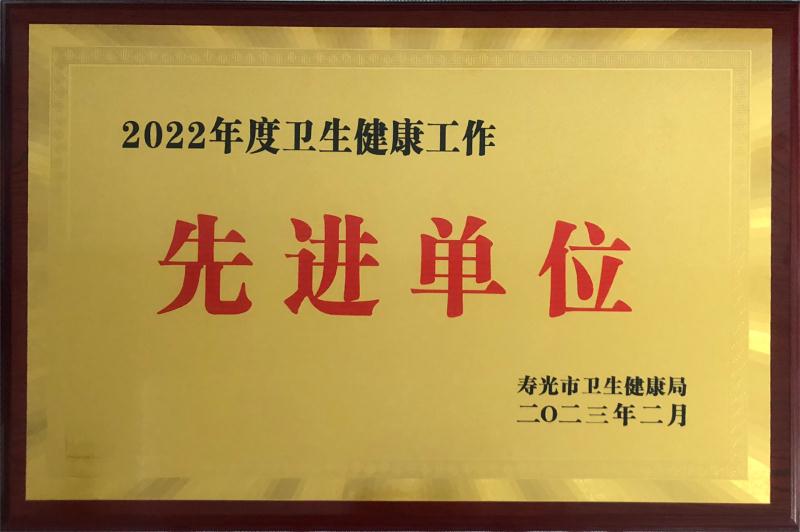 2022年度卫生健康工作
先进单位
寿光市卫生健康局
二〇二三年二月